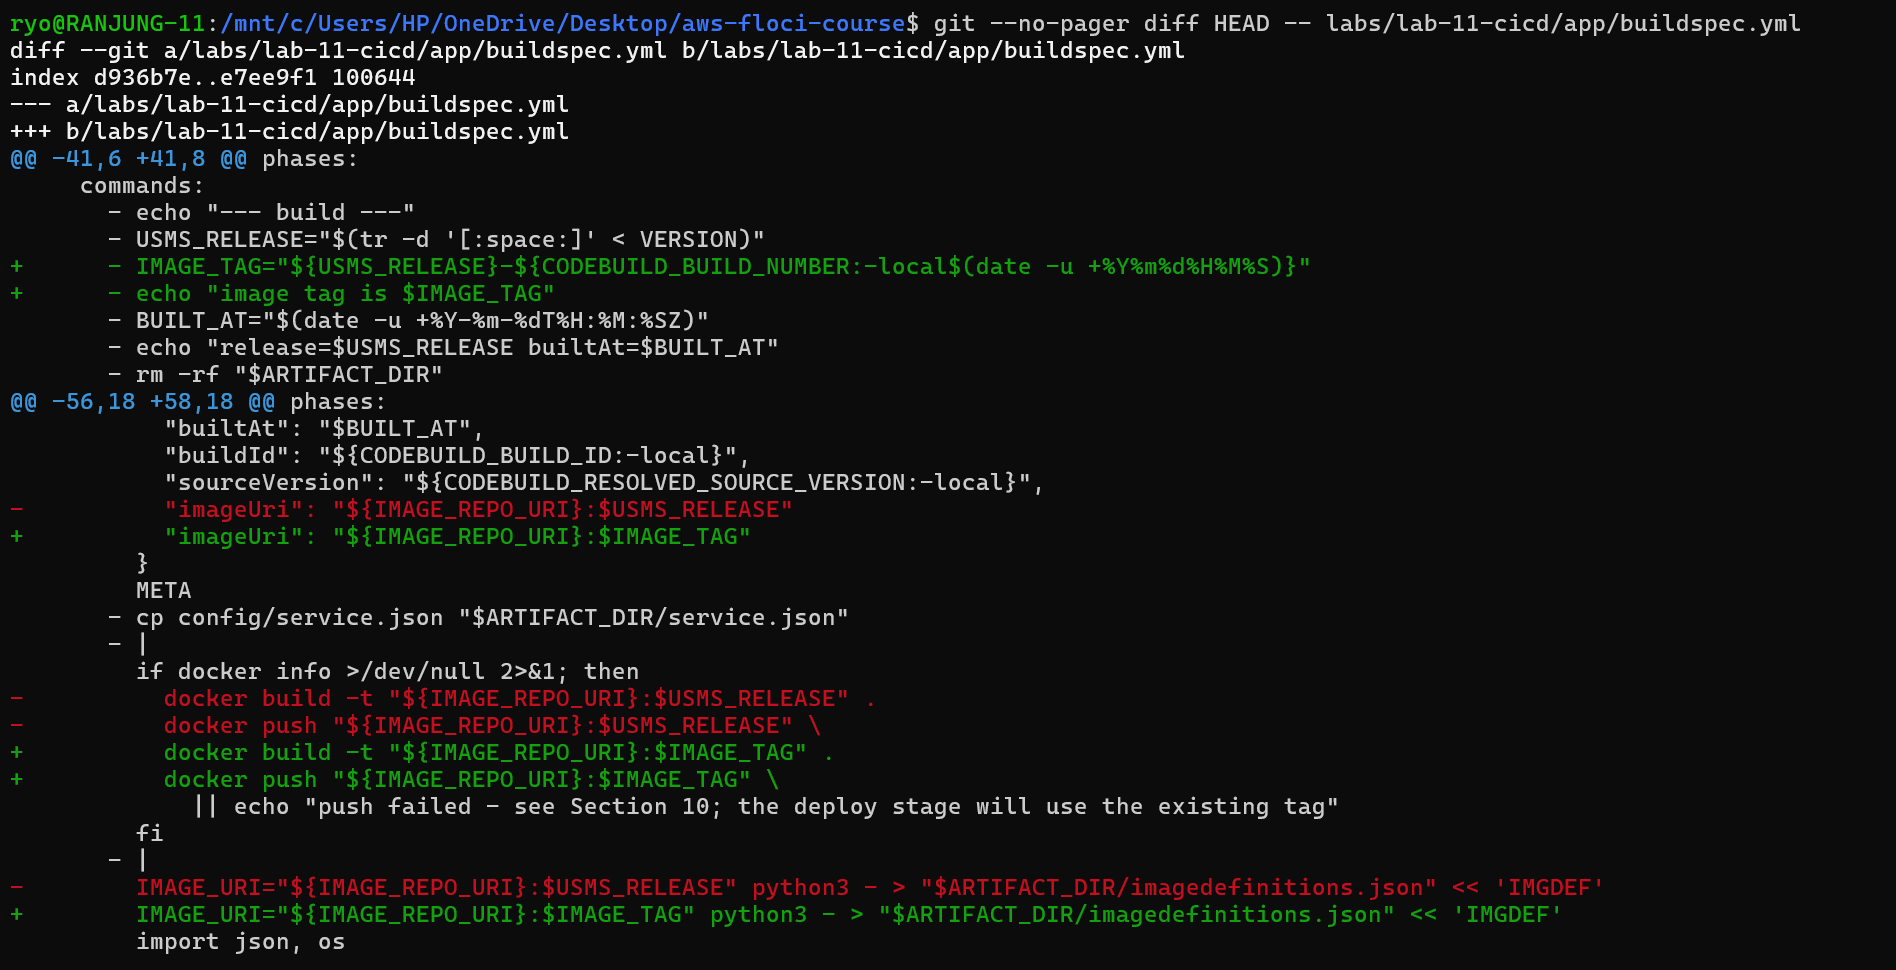 ryo@RANJUNG-11:/mnt/c/Users/HP/OneDrive/Desktop/aws-floci-course$ git --no-pager diff HEAD -- labs/lab-11-cicd/app/buildspec.yml
diff --git a/labs/lab-11-cicd/app/buildspec.yml b/labs/lab-11-cicd/app/buildspec.yml
index d936b7e..e7ee9f1 100644
--- a/labs/lab-11-cicd/app/buildspec.yml
+++ b/labs/lab-11-cicd/app/buildspec.yml
@@ -41,6 +41,8 @@ phases:
     commands:
       - echo "--- build ---"
       - USMS_RELEASE="$(tr -d '[:space:]' < VERSION)"
+      - IMAGE_TAG="${USMS_RELEASE}-${CODEBUILD_BUILD_NUMBER:-local$(date -u +%Y%m%d%H%M%S)}"
+      - echo "image tag is $IMAGE_TAG"
       - BUILT_AT="$(date -u +%Y-%m-%dT%H:%M:%SZ)"
       - echo "release=$USMS_RELEASE builtAt=$BUILT_AT"
       - rm -rf "$ARTIFACT_DIR"
@@ -56,18 +58,18 @@ phases:
           "builtAt": "$BUILT_AT",
           "buildId": "${CODEBUILD_BUILD_ID:-local}",
           "sourceVersion": "${CODEBUILD_RESOLVED_SOURCE_VERSION:-local}",
-          "imageUri": "${IMAGE_REPO_URI}:$USMS_RELEASE"
+          "imageUri": "${IMAGE_REPO_URI}:$IMAGE_TAG"
         }
         META
       - cp config/service.json "$ARTIFACT_DIR/service.json"
       - |
         if docker info >/dev/null 2>&1; then
-          docker build -t "${IMAGE_REPO_URI}:$USMS_RELEASE" .
-          docker push "${IMAGE_REPO_URI}:$USMS_RELEASE" \
+          docker build -t "${IMAGE_REPO_URI}:$IMAGE_TAG" .
+          docker push "${IMAGE_REPO_URI}:$IMAGE_TAG" \
             || echo "push failed - see Section 10; the deploy stage will use the existing tag"
         fi
       - |
-        IMAGE_URI="${IMAGE_REPO_URI}:$USMS_RELEASE" python3 - > "$ARTIFACT_DIR/imagedefinitions.json" << 'IMGDEF'
+        IMAGE_URI="${IMAGE_REPO_URI}:$IMAGE_TAG" python3 - > "$ARTIFACT_DIR/imagedefinitions.json" << 'IMGDEF'
         import json, os